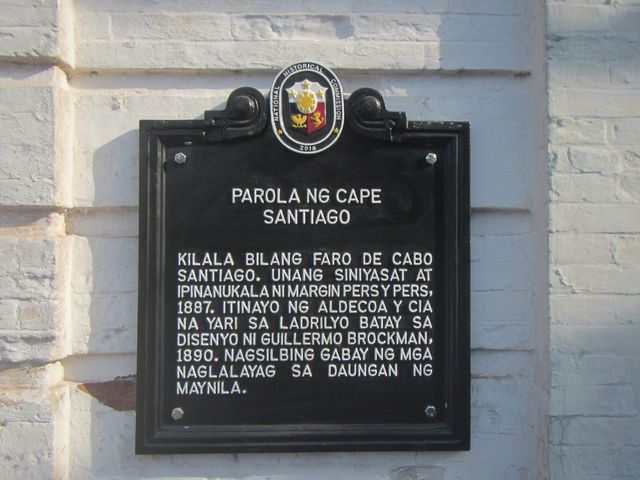 NATIONAL HISTORICAL COMMISSION
2018
PAROLA NG CAPE
SANTIAGO
KILALA BILANG FARO DE CABO
SANTIAGO. UNANG SINIYASAT AT
IPINANUKALA NI MARGIN PERS Y PERS,
1887. ITINAYO NG ALDECOA Y CIA
NA YARI SA LADRILYO BATAY SA
DISENYO NI GUILLERMO BROCKMAN,
1890. NAGSILBING GABAY NG MGA
NAGLALAYAG SA DAUNGAN NG
MAYNILA.